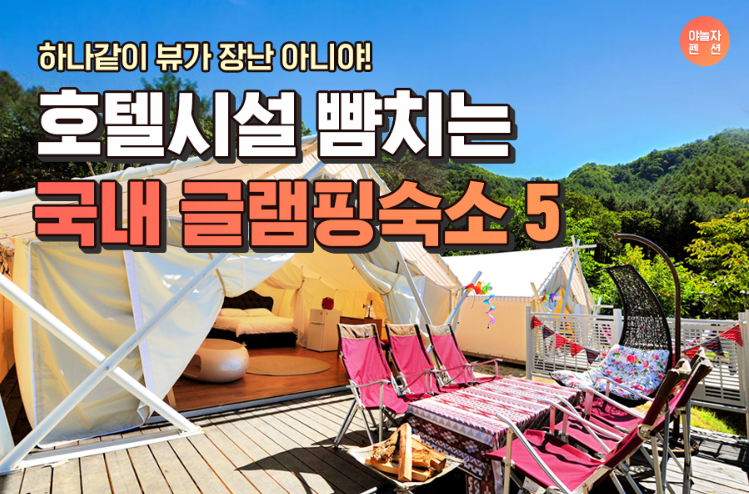 하나같이 뷰가 장난 아니야!
호텔시설 뺨치는
국내 글램핑숙소 5
야놀자
펜션